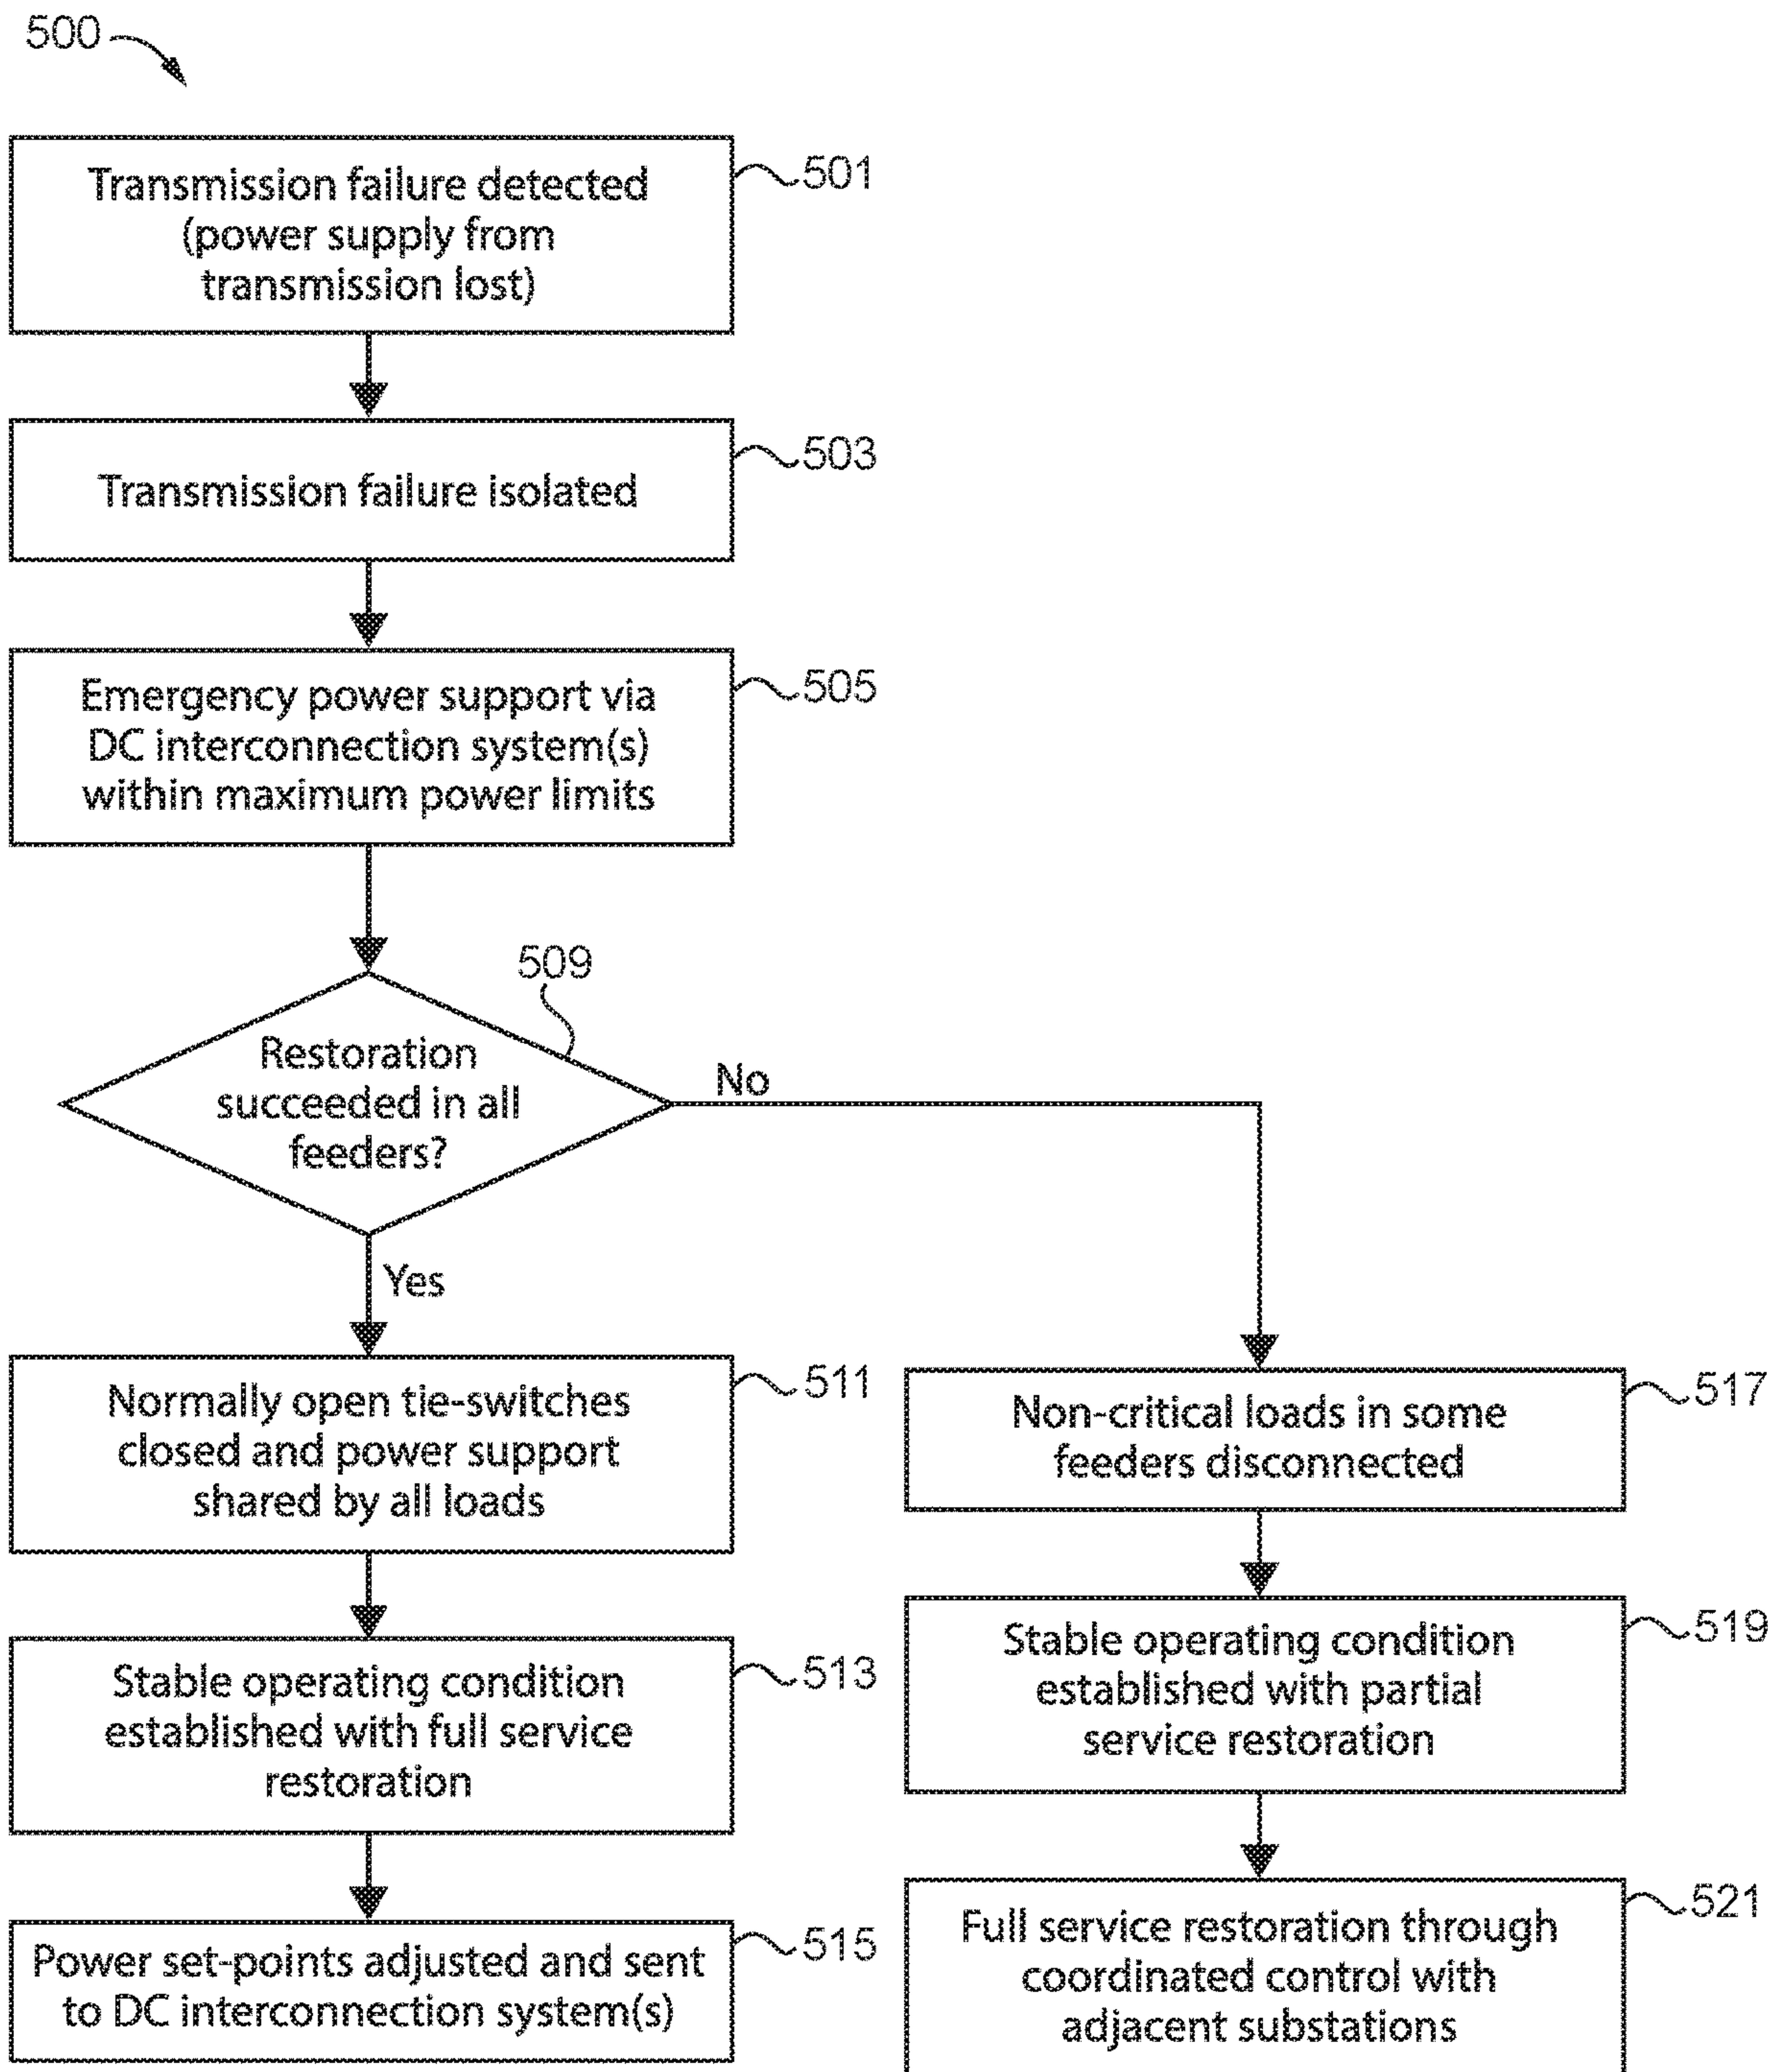 500
Transmission failure detected
(power supply from
transmission lost)
501
Transmission failure isolated
503
Emergency power support via
DC interconnection system(s)
within maximum power limits
505
509
Restoration
succeeded in all
feeders?
No
Yes
Normally open tie-switches
closed and power support
shared by all loads
511
Stable operating condition
established with full service
restoration
513
Power set-points adjusted and sent
to DC interconnection system(s)
515
Non-critical loads in some
feeders disconnected
517
Stable operating condition
established with partial
service restoration
519
Full service restoration through
coordinated control with
adjacent substations
521